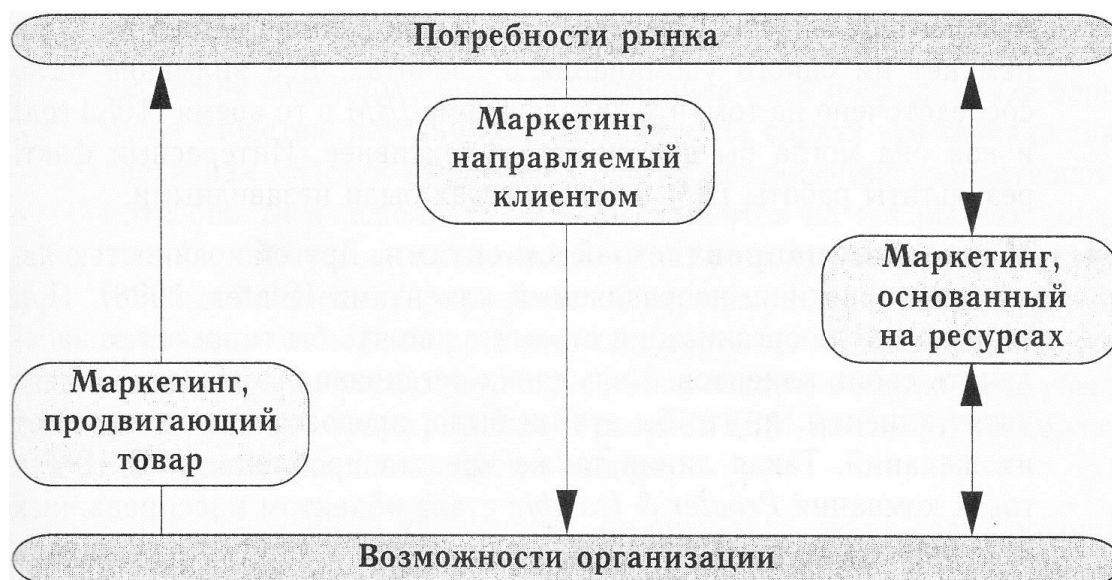 Потребности рынка
Маркетинг,
направляемый
клиентом
Маркетинг,
основанный
на ресурсах
Маркетинг,
продвигающий
товар
Возможности организации